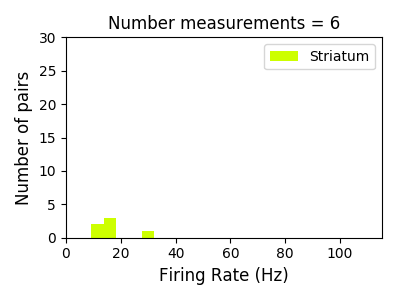 Number measurements = 6
Striatum
Number of pairs
30
25
20
15
10
5
0
0 20 40 60 80 100
Firing Rate (Hz)